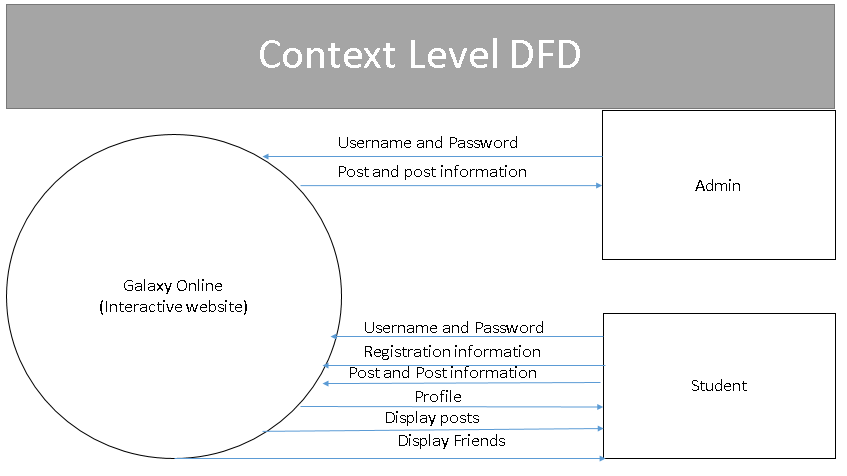 Context Level DFD
Username and Password
Post and post information
Admin
Galaxy Online
(Interactive website)
Username and Password
Registration information
Post and Post information
Profile
Display posts
Display Friends
Student